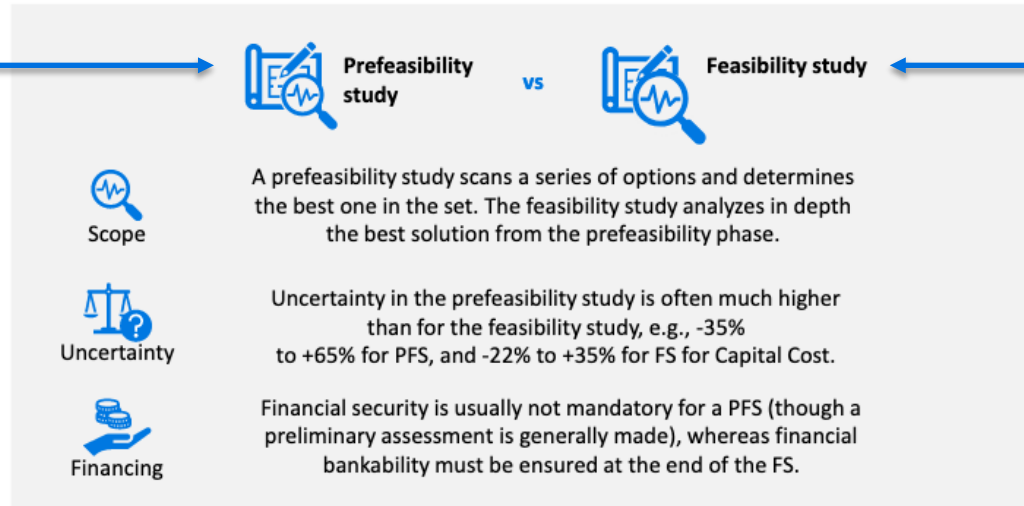 Prefeasibility
study
vs
Feasibility study
Scope
A prefeasibility study scans a series of options and determines
the best one in the set. The feasibility study analyzes in depth
the best solution from the prefeasibility phase.
?
Uncertainty
Uncertainty in the prefeasibility study is often much higher
than for the feasibility study, e.g., -35%
to +65% for PFS, and -22% to +35% for FS for Capital Cost.
Financing
Financial security is usually not mandatory for a PFS (though a
preliminary assessment is generally made), whereas financial
bankability must be ensured at the end of the FS.